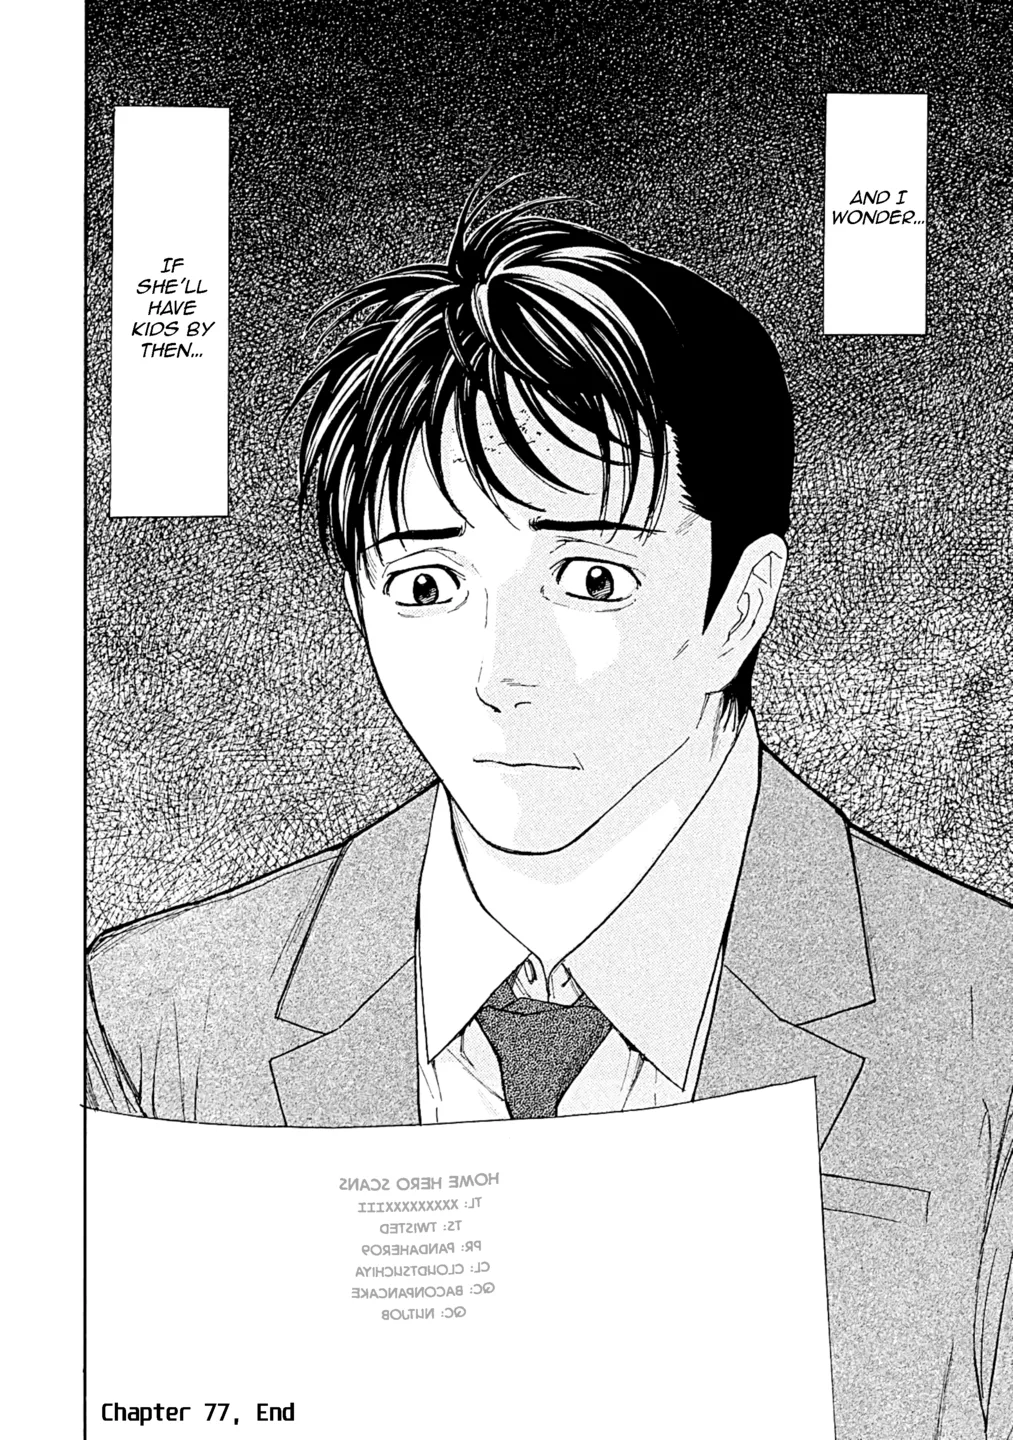 AND I
WONDER...
IF
SHE'LL
HAVE
KIDS BY
THEN...
HOME HERO SCANS
TL: XXXXXXXXXXIII
TS: TWISTED
PR: PANDAHERO9
CL: CLOUDTSUCHIYA
QC: BACONPANCAKE
QC: NUTJOB
Chapter 77, End